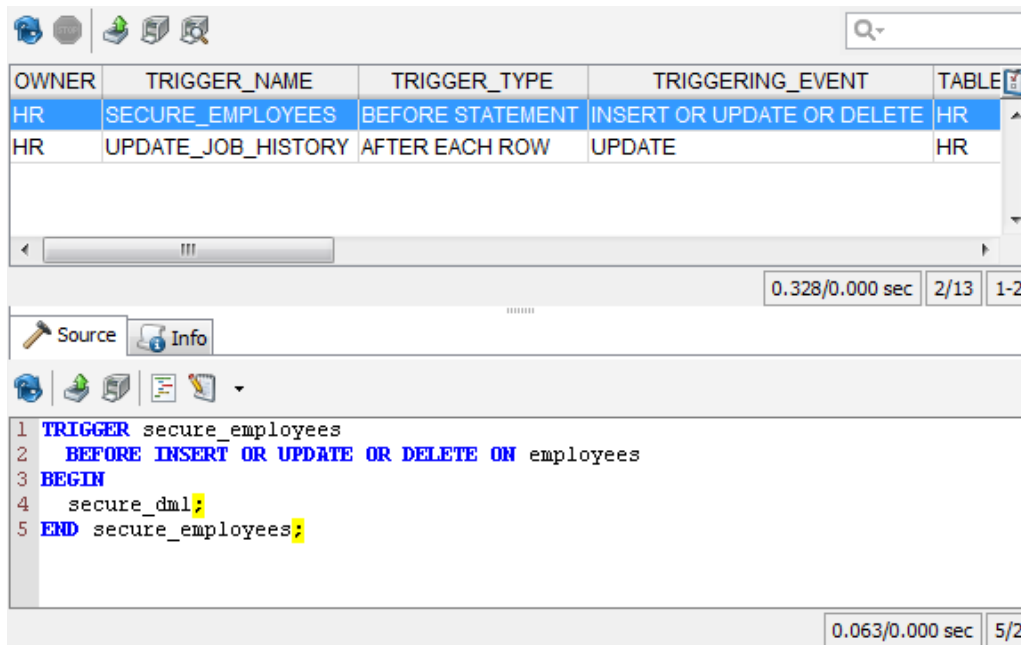 STOP
OWNER TRIGGER_NAME TRIGGER_TYPE TRIGGERING_EVENT TABLE
HR SECURE_EMPLOYEES BEFORE STATEMENT INSERT OR UPDATE OR DELETE HR
HR UPDATE_JOB_HISTORY AFTER EACH ROW UPDATE HR
0.328/0.000 sec 2/13 1-2
Source Info
1 TRIGGER secure_employees
2 BEFORE INSERT OR UPDATE OR DELETE ON employees
3 BEGIN
4 secure_dml;
5 END secure_employees;
0.063/0.000 sec 5/2